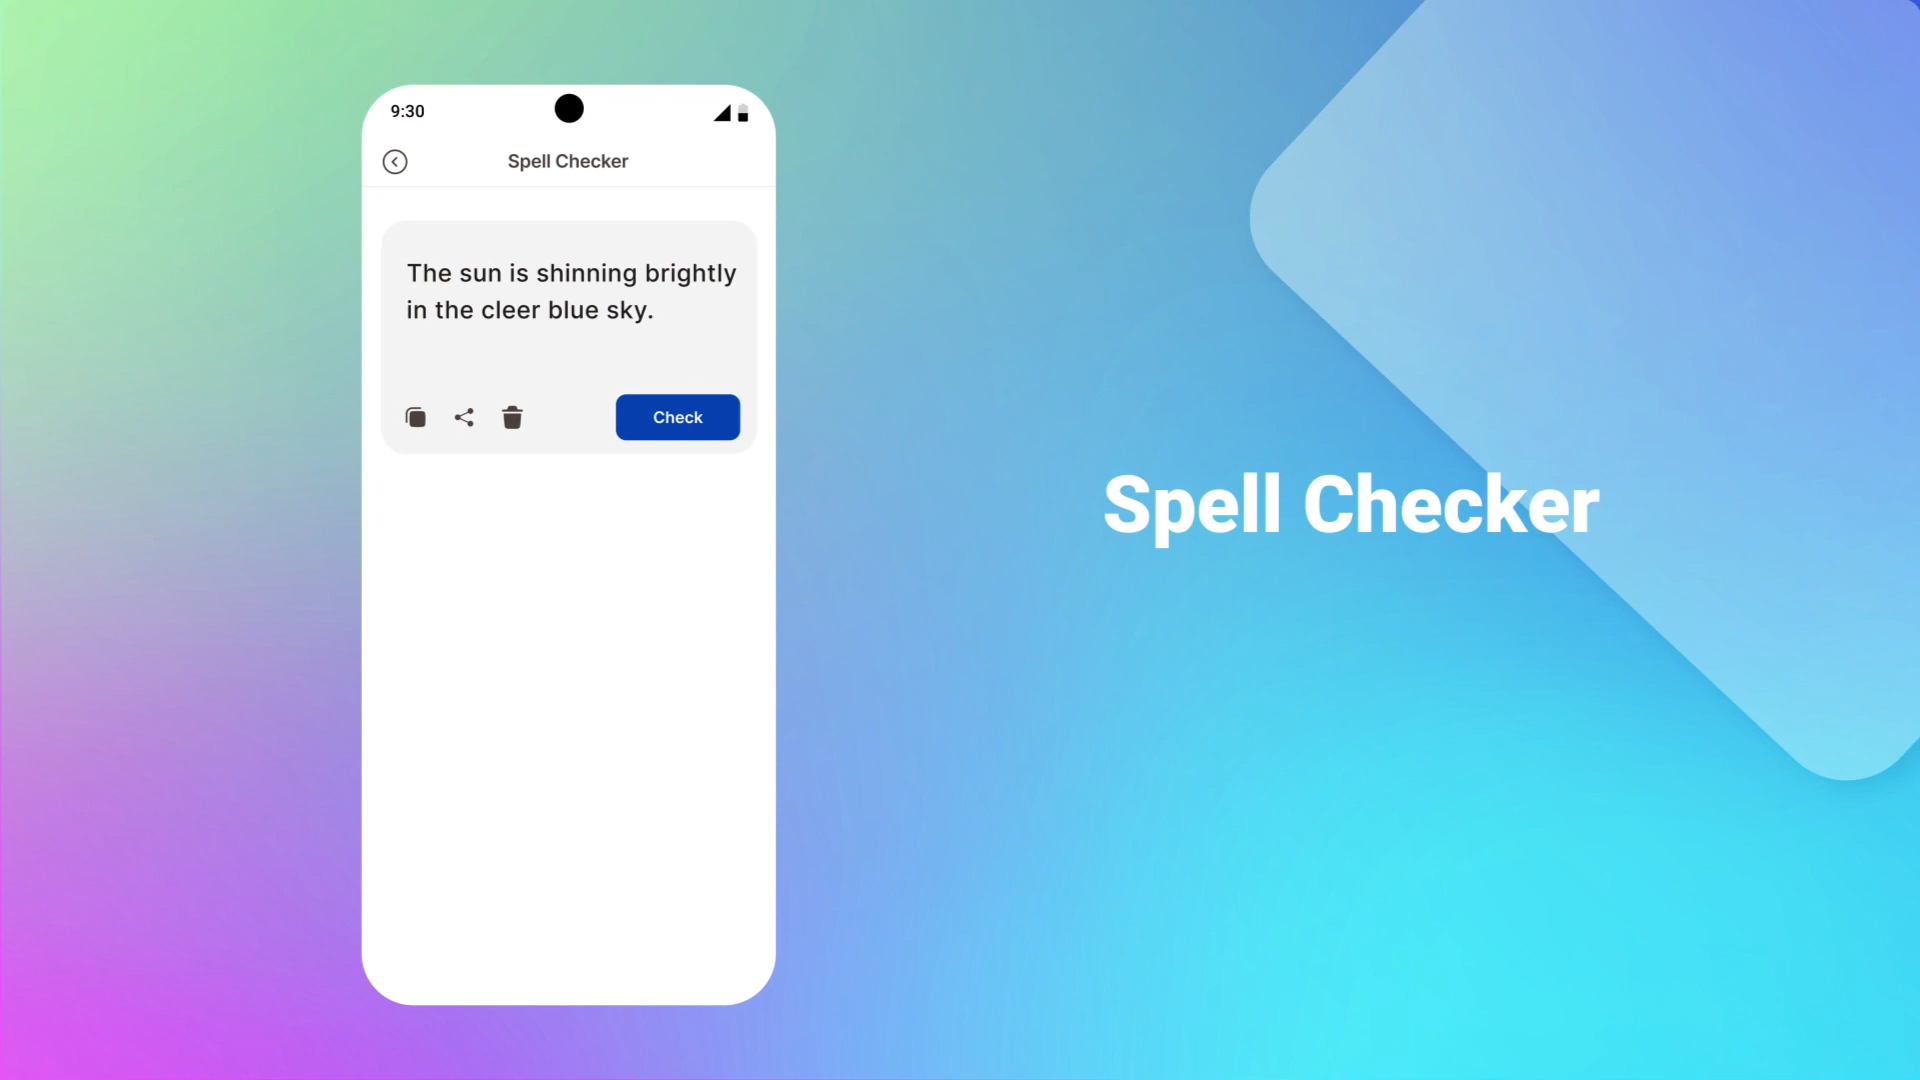 9:30
Spell Checker
The sun is shinning brightly
in the cleer blue sky.
Check
Spell Checker